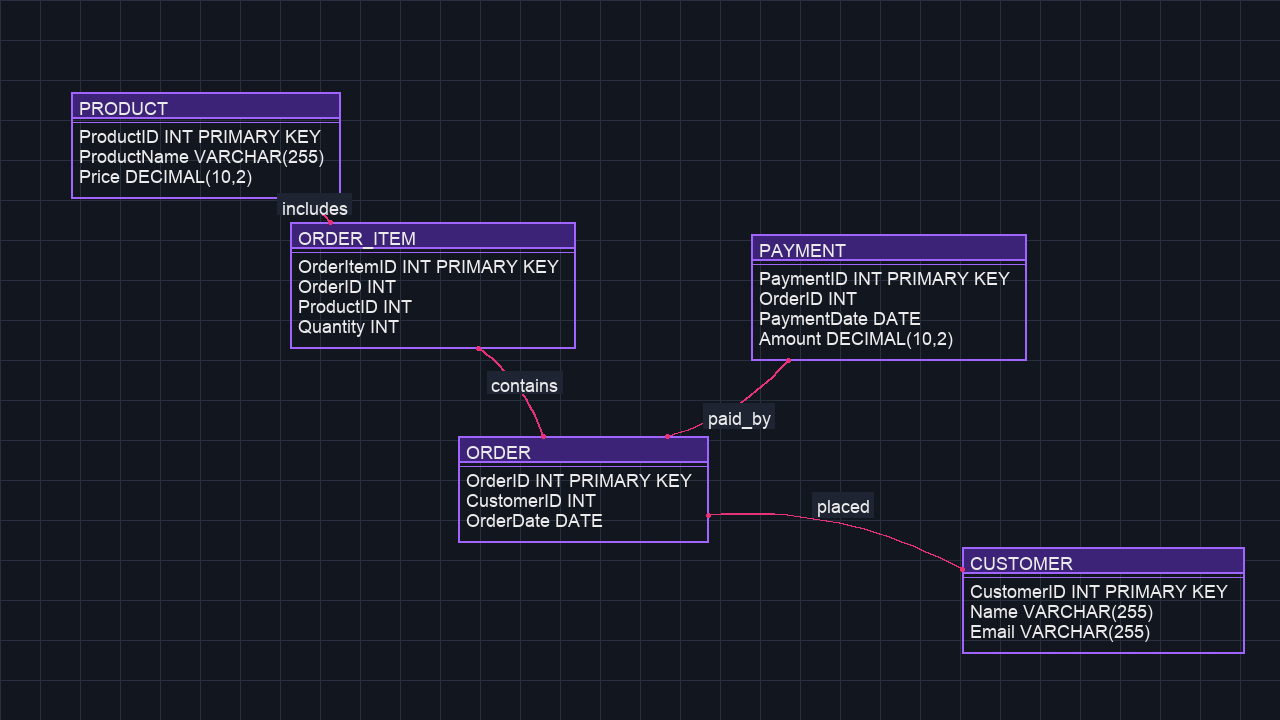 PRODUCT
ProductID INT PRIMARY KEY
ProductName VARCHAR(255)
Price DECIMAL(10,2)
includes
ORDER_ITEM
OrderItemID INT PRIMARY KEY
OrderID INT
ProductID INT
Quantity INT
PAYMENT
PaymentID INT PRIMARY KEY
OrderID INT
PaymentDate DATE
Amount DECIMAL(10,2)
contains
paid_by
ORDER
OrderID INT PRIMARY KEY
CustomerID INT
OrderDate DATE
placed
CUSTOMER
CustomerID INT PRIMARY KEY
Name VARCHAR(255)
Email VARCHAR(255)